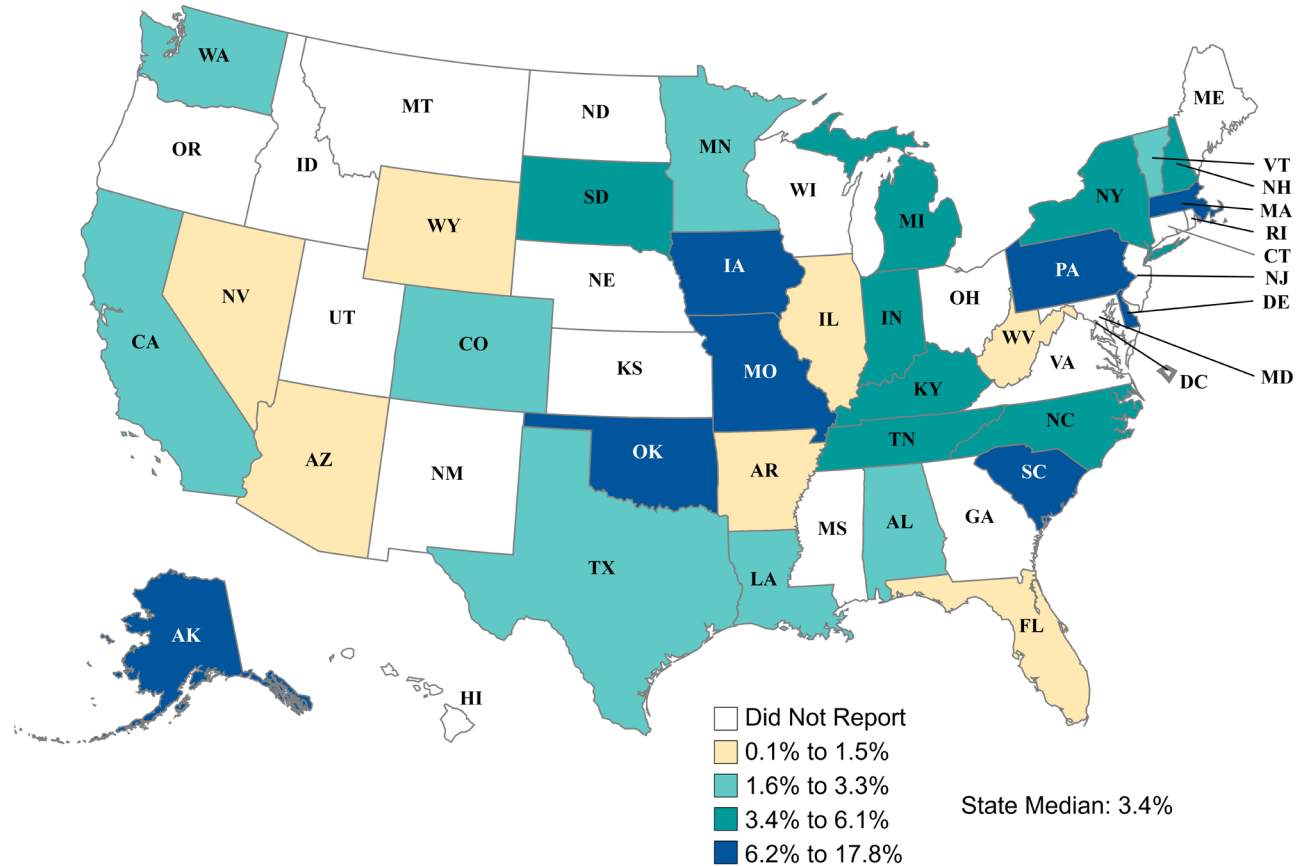 WA
MT
ND
MN
ME
OR
ID
WI
VT
NH
SD
NY
MA
WY
MI
RI
IA
PA
CT
NE
NJ
NV
OH
DE
UT
IL
IN
CA
CO
WV
VA
KS
MO
KY
DC
MD
NC
TN
AZ
OK
NM
AR
SC
MS
AL
GA
TX
LA
AK
FL
HI
Did Not Report
0.1% to 1.5%
1.6% to 3.3%
3.4% to 6.1%
6.2% to 17.8%
State Median: 3.4%